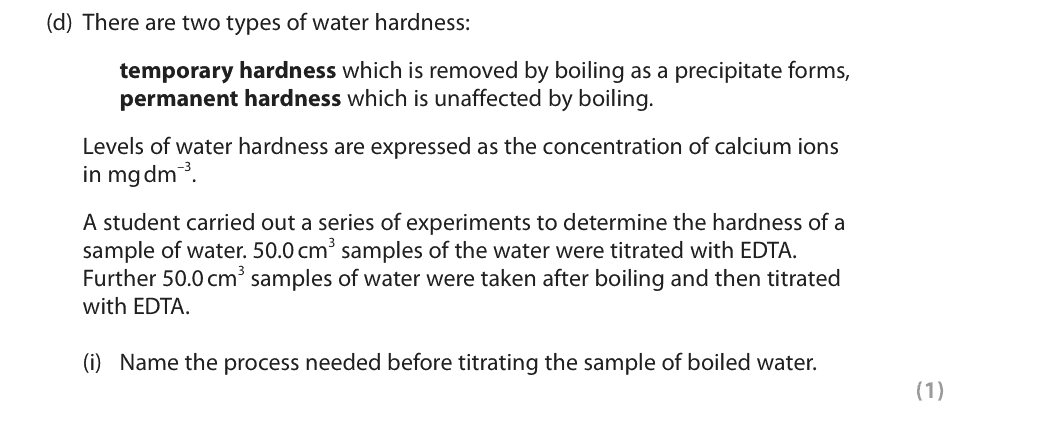 (d) There are two types of water hardness:
temporary hardness which is removed by boiling as a precipitate forms,
permanent hardness which is unaffected by boiling.
Levels of water hardness are expressed as the concentration of calcium ions
in mg dm⁻³.
A student carried out a series of experiments to determine the hardness of a
sample of water. 50.0 cm³ samples of the water were titrated with EDTA.
Further 50.0 cm³ samples of water were taken after boiling and then titrated
with EDTA.
(i) Name the process needed before titrating the sample of boiled water.
(1)